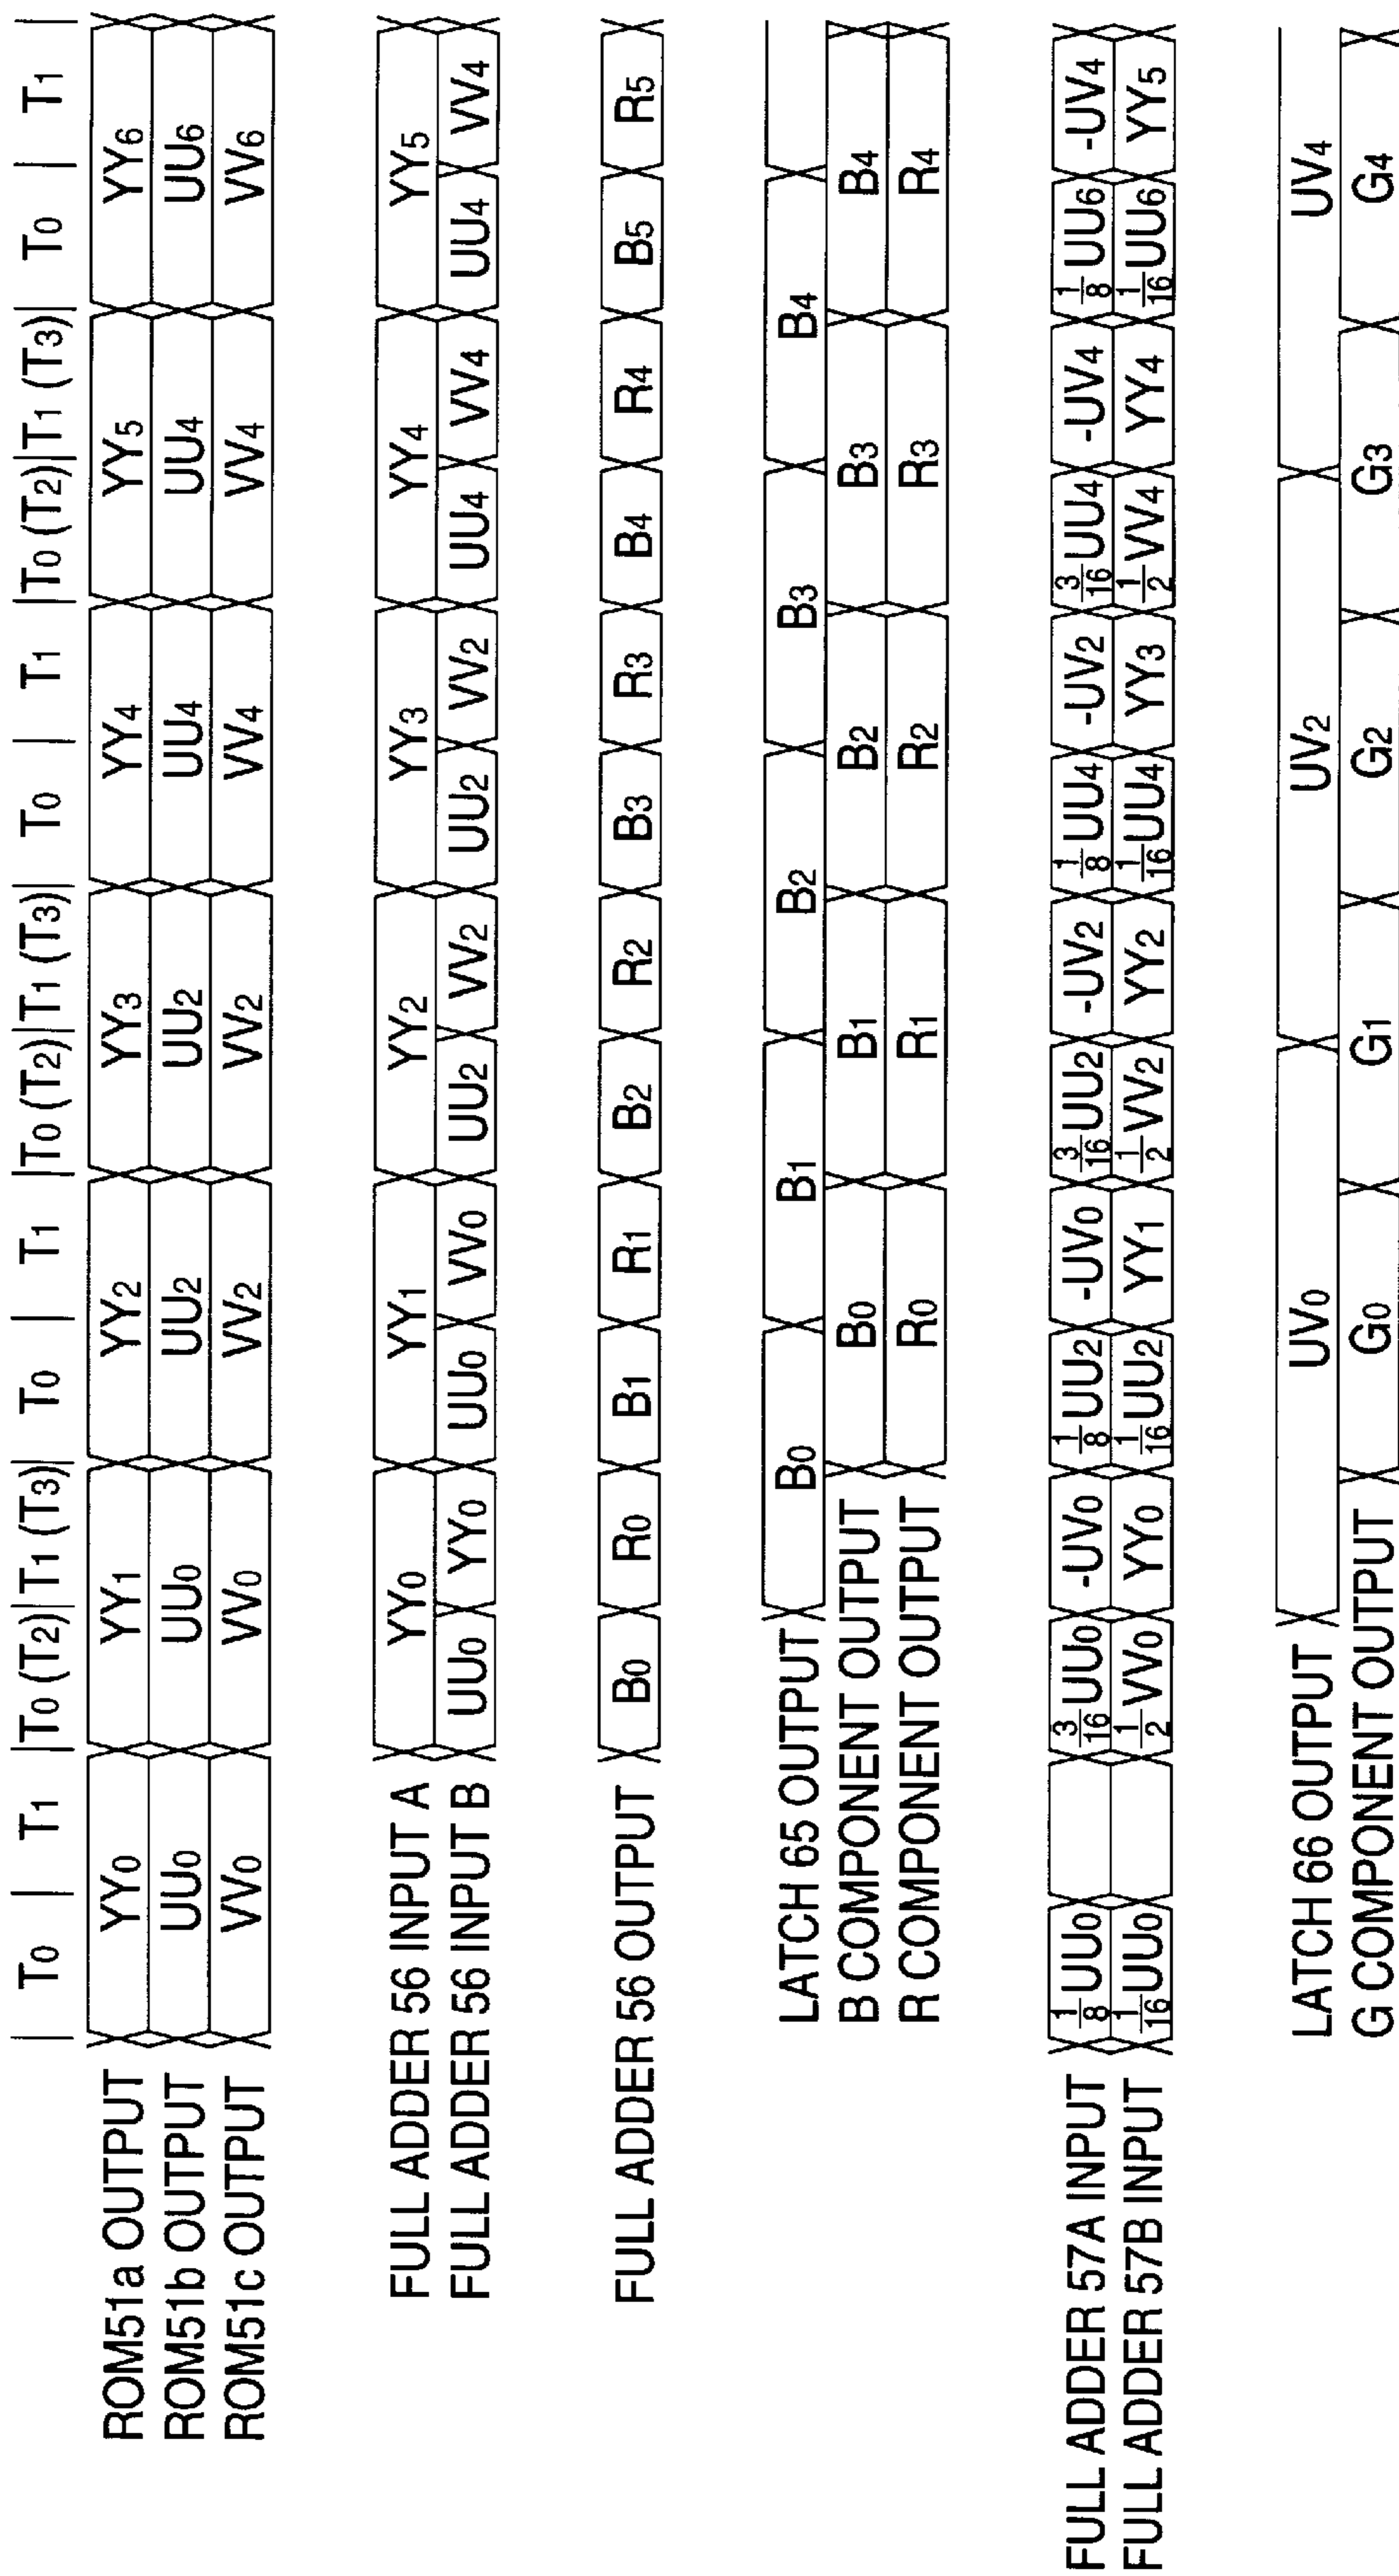 T0 | T1 | T0 (T2) | T1 (T3) | T0 | T1 | T0 (T2) | T1 (T3) | T0 | T1 | T0 (T2) | T1 (T3) | T0 | T1
ROM51a OUTPUT YY0 YY1 YY2 YY3 YY4 YY5 YY6
ROM51b OUTPUT UU0 UU0 UU2 UU2 UU4 UU4 UU6
ROM51c OUTPUT VV0 VV0 VV2 VV2 VV4 VV4 VV6
FULL ADDER 56 INPUT A YY0 YY1 YY2 YY3 YY4 YY5
FULL ADDER 56 INPUT B UU0 YY0 UU0 VV0 UU2 VV2 UU2 VV2 UU4 VV4 UU4 VV4
FULL ADDER 56 OUTPUT B0 R0 B1 R1 B2 R2 B3 R3 B4 R4 B5 R5
LATCH 65 OUTPUT B0 B1 B2 B3 B4
B COMPONENT OUTPUT B0 B1 B2 B3 B4
R COMPONENT OUTPUT R0 R1 R2 R3 R4
FULL ADDER 57A INPUT 1/8 UU0 3/16 UU0 -UV0 1/8 UU2 -UV0 3/16 UU2 -UV2 1/8 UU4 -UV2 3/16 UU4 -UV4 1/8 UU6 -UV4
FULL ADDER 57B INPUT 1/16 UU0 1/2 VV0 YY0 1/16 UU2 YY1 1/2 VV2 YY2 1/16 UU4 YY3 1/2 VV4 YY4 1/16 UU6 YY5
LATCH 66 OUTPUT UV0 UV2 UV4
G COMPONENT OUTPUT G0 G1 G2 G3 G4